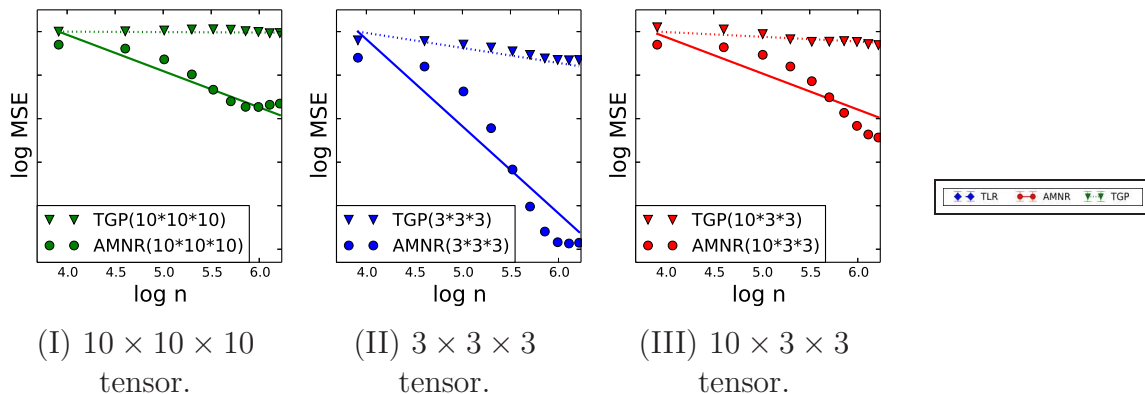 log MSE
TGP(10*10*10)
AMNR(10*10*10)
4.0 4.5 5.0 5.5 6.0
log n
(I) 10 × 10 × 10
tensor.
log MSE
TGP(3*3*3)
AMNR(3*3*3)
4.0 4.5 5.0 5.5 6.0
log n
(II) 3 × 3 × 3
tensor.
log MSE
TGP(10*3*3)
AMNR(10*3*3)
4.0 4.5 5.0 5.5 6.0
log n
(III) 10 × 3 × 3
tensor.
TLR AMNR TGP